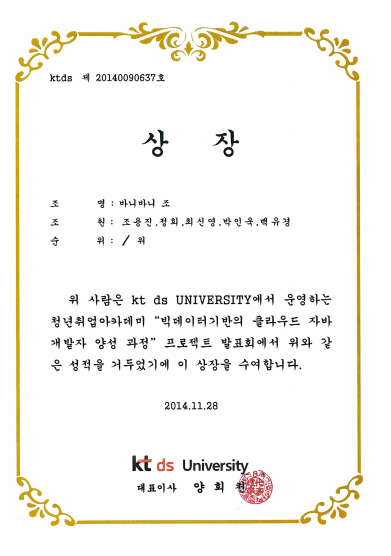 ktds 제 20140090637호
상 장
조 명 : 바니바니 조
조 원 : 조용진,정희,최신영,박인욱,백유경
순 위 : / 위
위 사람은 kt ds UNIVERSITY에서 운영하는
청년취업아카데미 "빅데이터기반의 클라우드 자바
개발자 양성 과정" 프로젝트 발표회에서 위와 같
은 성적을 거두었기에 이 상장을 수여합니다.
2014.11.28
kt ds University
대표이사 양 희